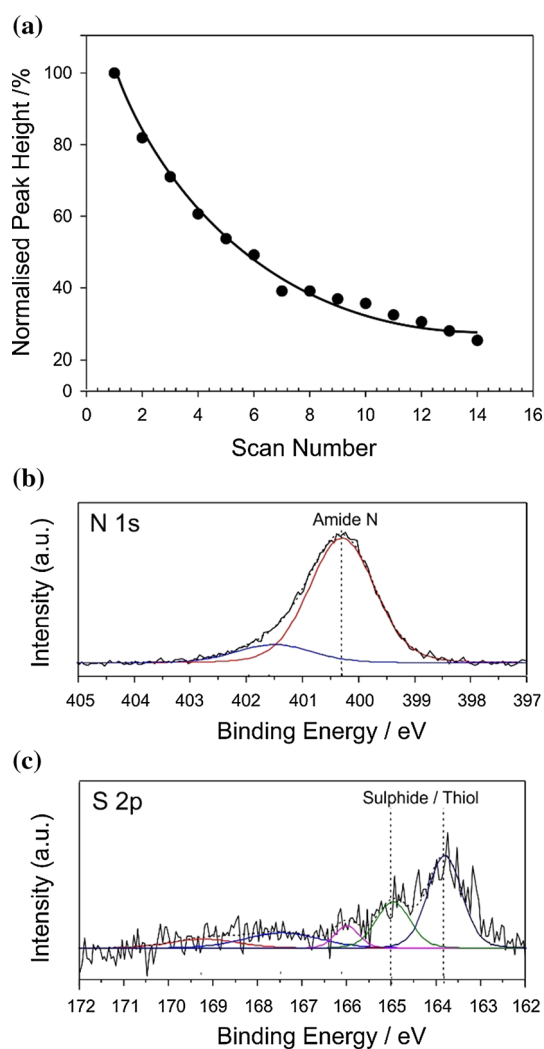 (a)
Normalised Peak Height /%
100
80
60
40
20
0
0 2 4 6 8 10 12 14 16
Scan Number
(b)
N 1s
Amide N
Intensity (a.u.)
405 404 403 402 401 400 399 398 397
Binding Energy / eV
(c)
S 2p
Sulphide / Thiol
Intensity (a.u.)
172 171 170 169 168 167 166 165 164 163 162
Binding Energy / eV